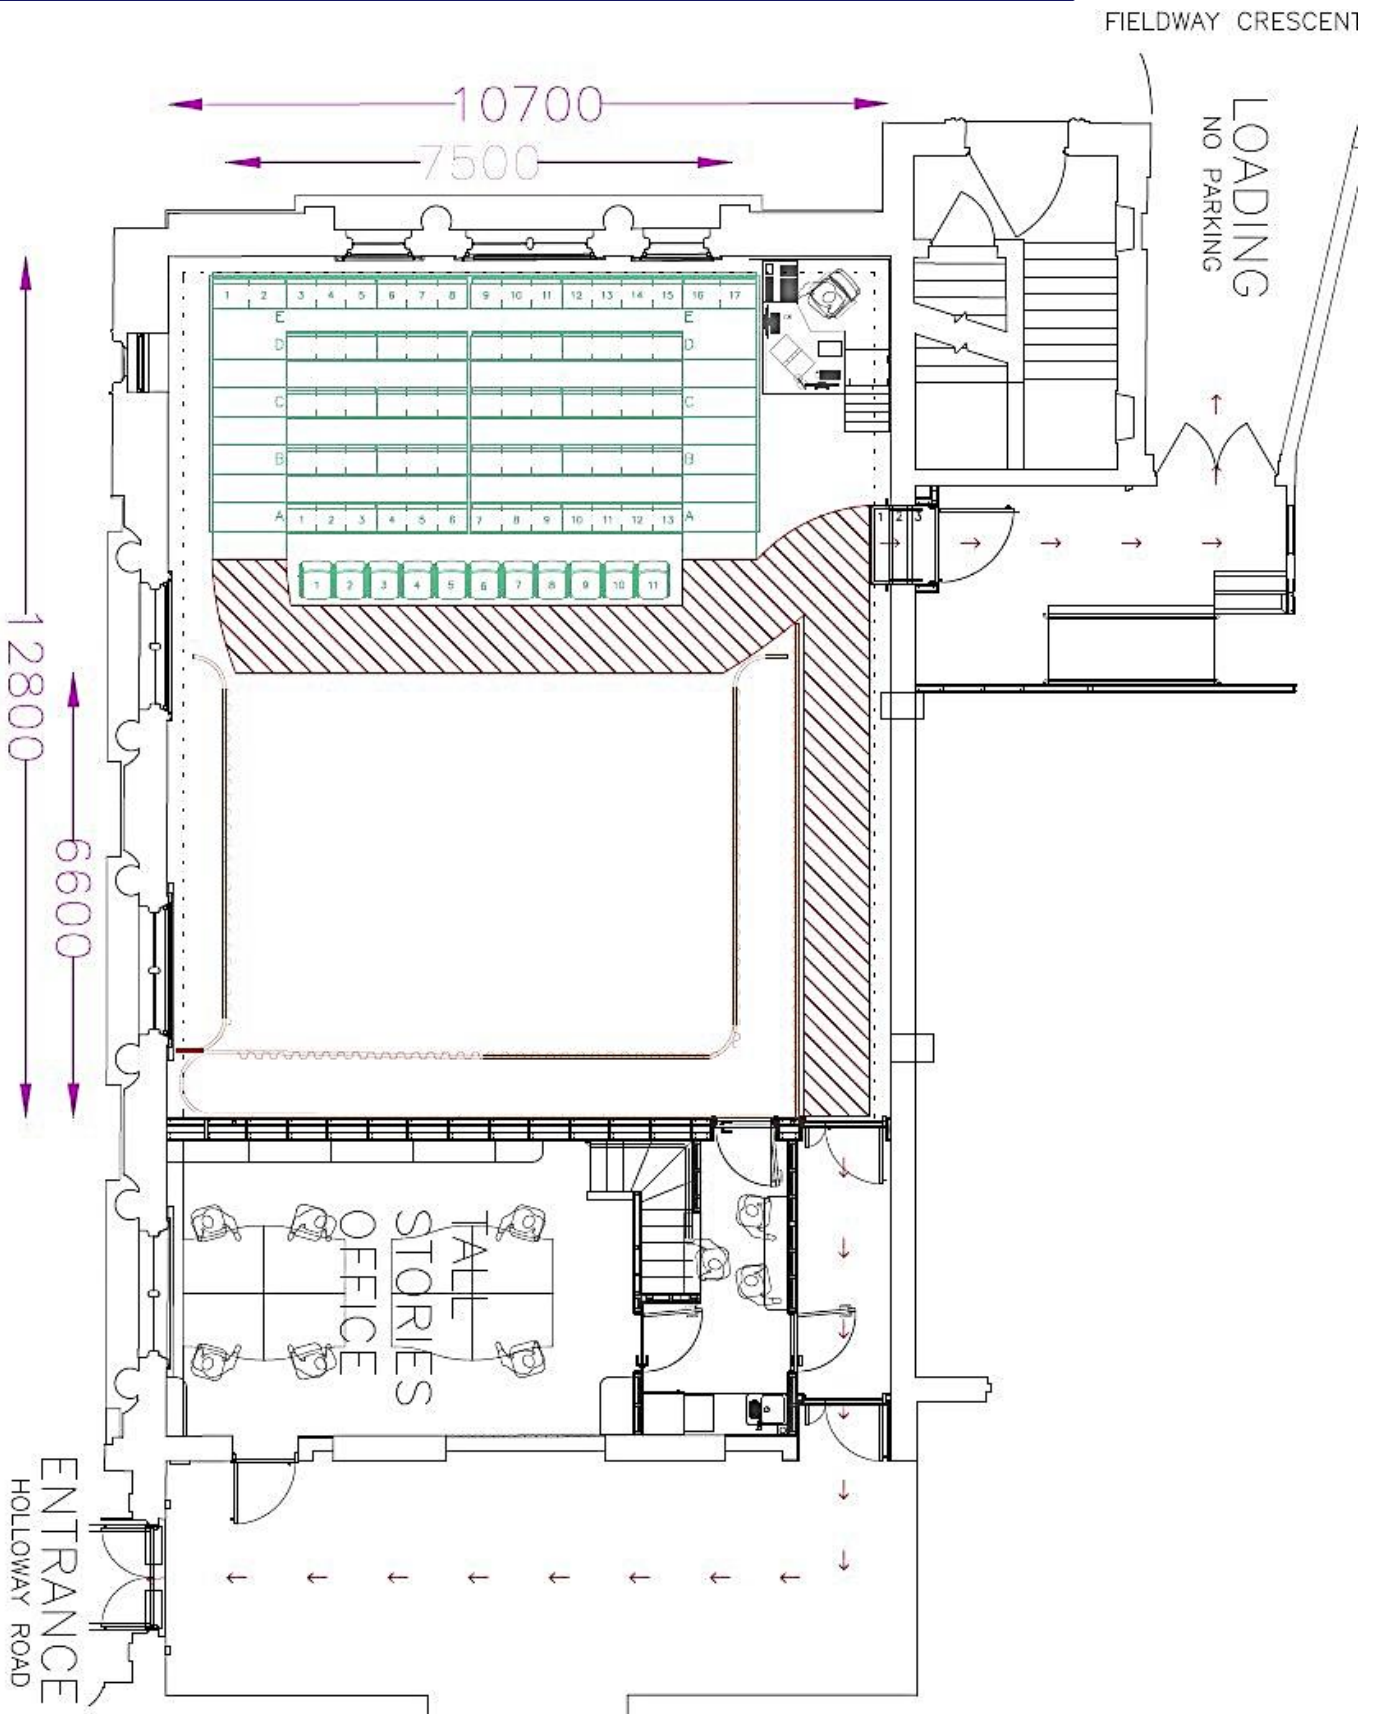 FIELDWAY CRESCENT
LOADING
NO PARKING
10700
7500
1 2 3 4 5 6 7 8 9 10 11 12 13 14 15 16 17
E E
D D
C C
B B
A 1 2 3 4 5 6 7 8 9 10 11 12 13 A
1 2 3
1 2 3 4 5 6 7 8 9 10 11
12800
6600
TALL
STORIES
OFFICE
ENTRANCE
HOLLOWAY ROAD